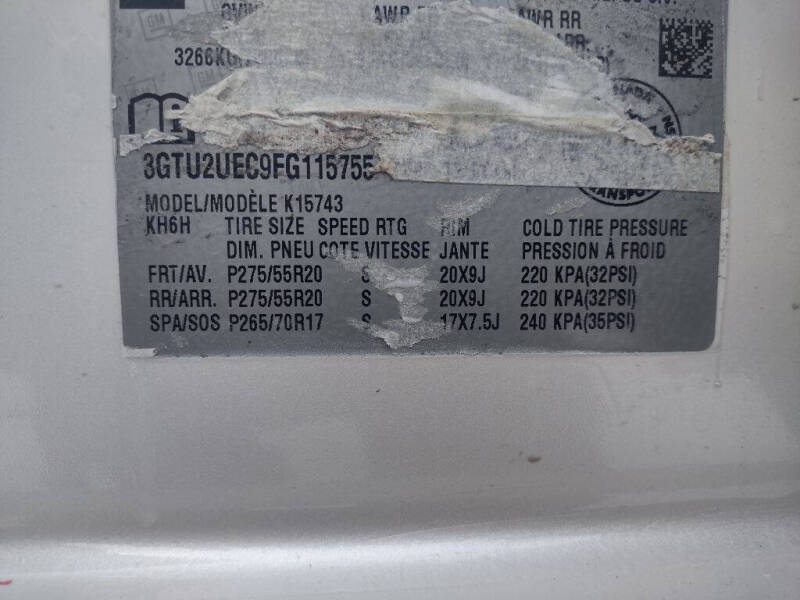 AWR RR
3266KG
3GTU2UEC9FG115755
MODEL/MODÈLE K15743
KH6H TIRE SIZE SPEED RTG RIM COLD TIRE PRESSURE
DIM. PNEU COTE VITESSE JANTE PRESSION À FROID
FRT/AV. P275/55R20 S 20X9J 220 KPA(32PSI)
RR/ARR. P275/55R20 S 20X9J 220 KPA(32PSI)
SPA/SOS P265/70R17 S 17X7.5J 240 KPA(35PSI)